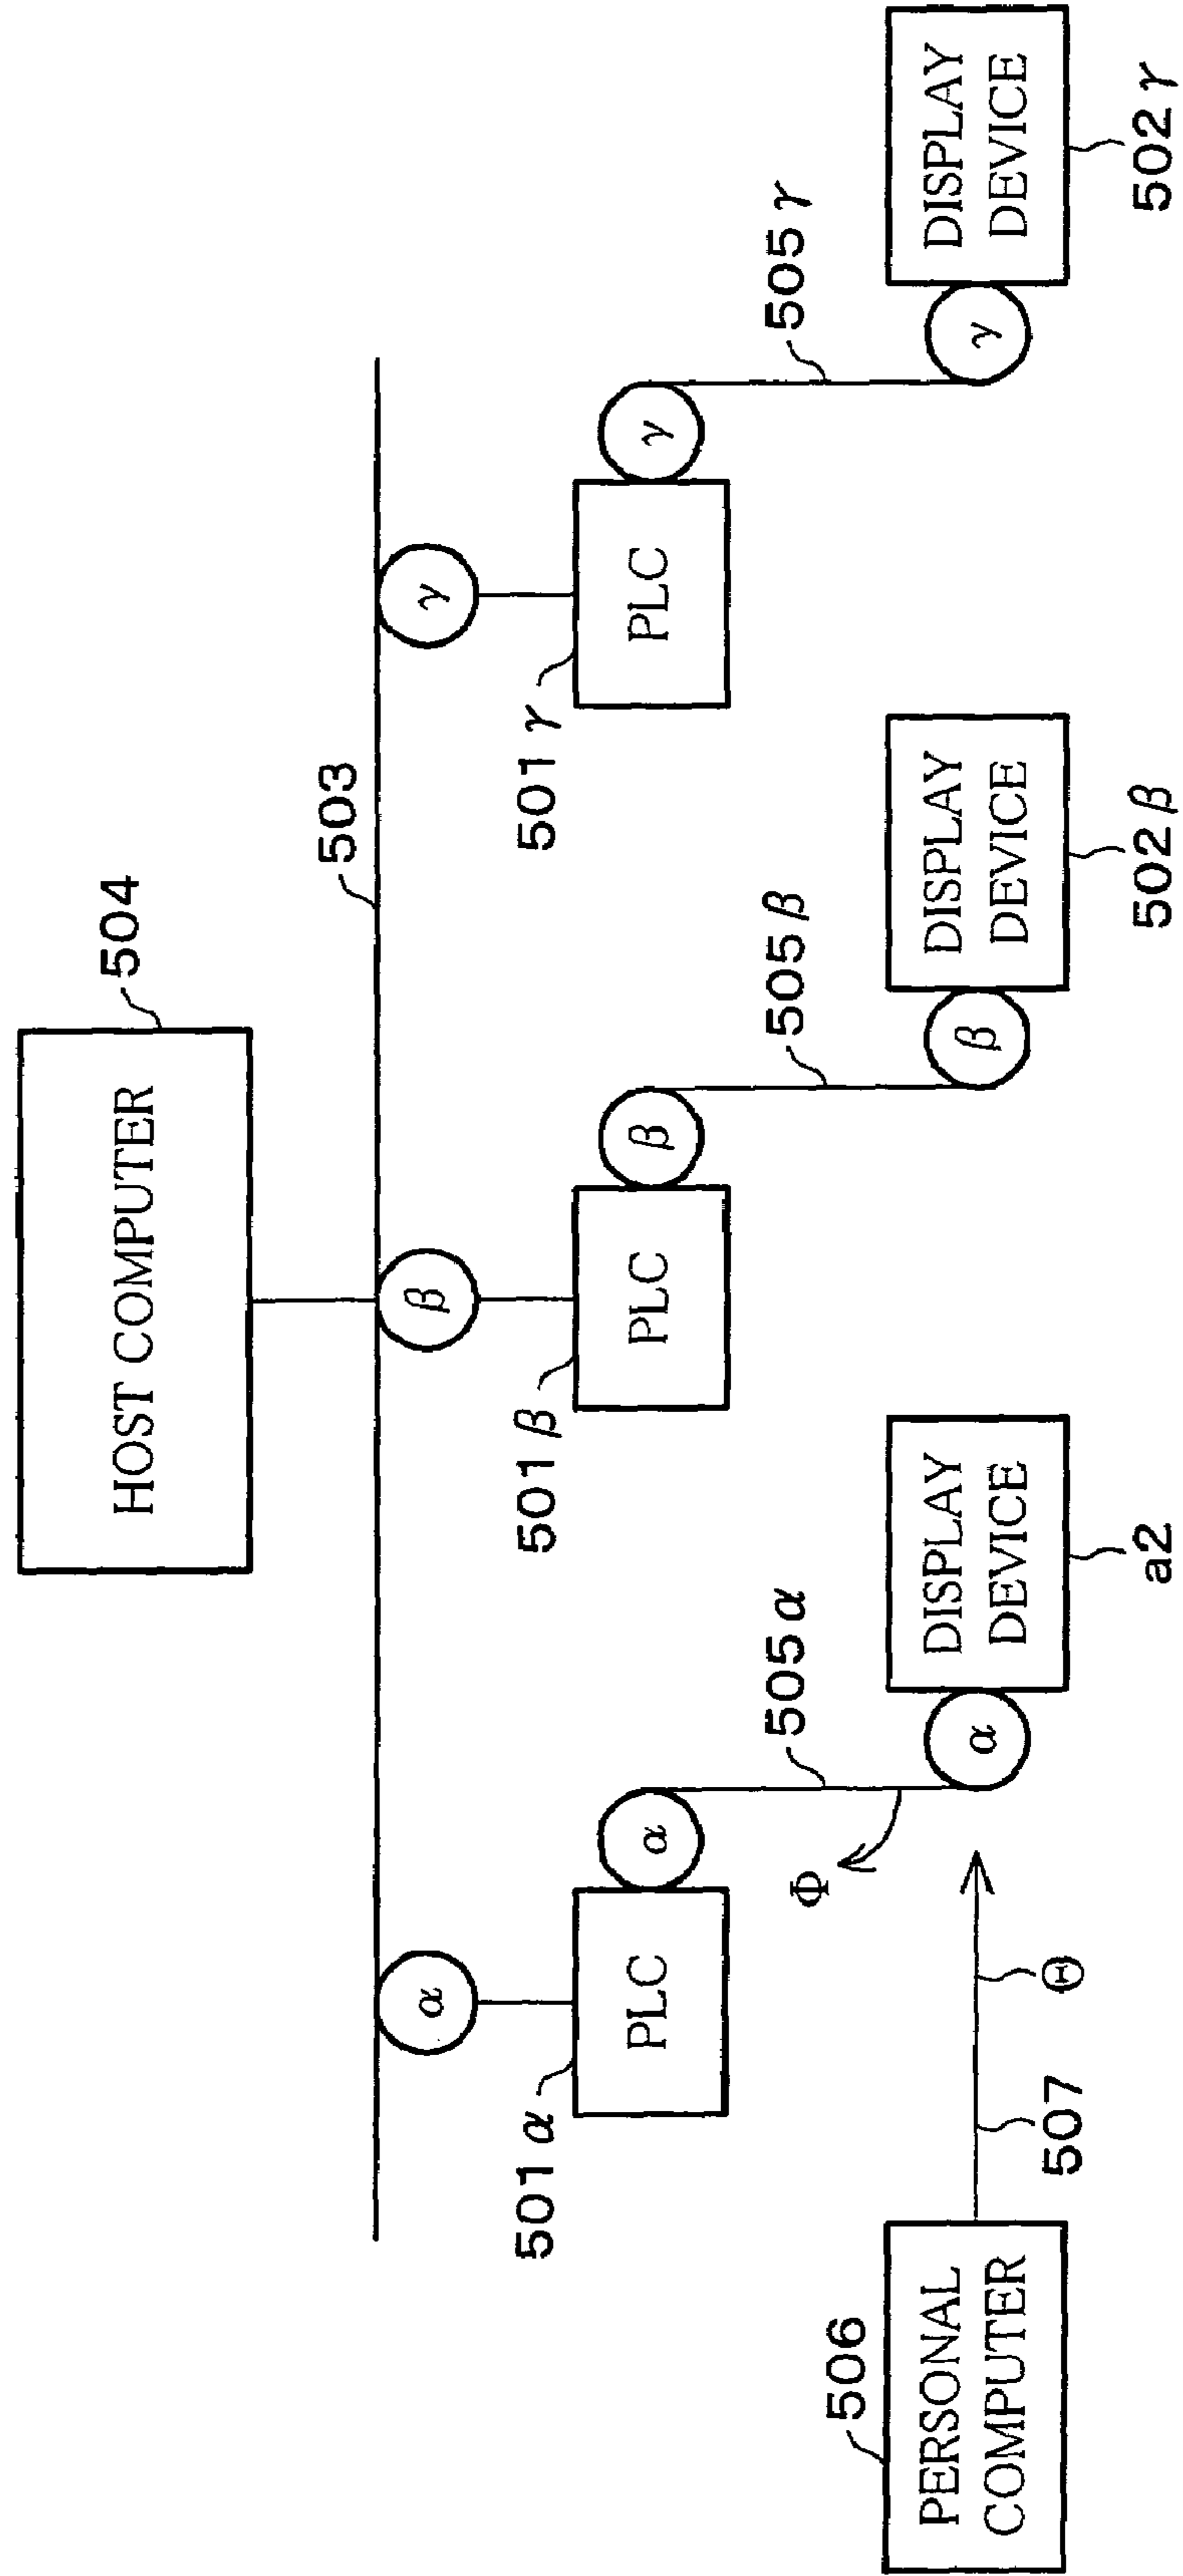 504
HOST COMPUTER
503
α
β
γ
501α
PLC
α
501β
PLC
β
501γ
PLC
γ
505α
505β
505γ
Φ
506
PERSONAL
COMPUTER
507
Θ
α
DISPLAY
DEVICE
a2
β
DISPLAY
DEVICE
502β
γ
DISPLAY
DEVICE
502γ